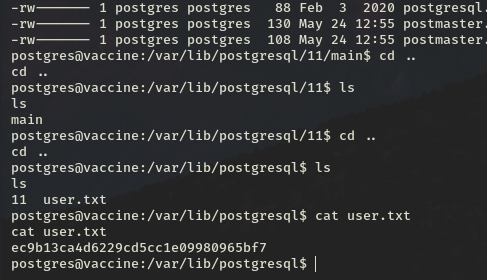 -rw------- 1 postgres postgres   88 Feb  3  2020 postgresql.
-rw------- 1 postgres postgres  130 May 24 12:55 postmaster.
-rw------- 1 postgres postgres  108 May 24 12:55 postmaster.
postgres@vaccine:/var/lib/postgresql/11/main$ cd ..
cd ..
postgres@vaccine:/var/lib/postgresql/11$ ls
ls
main
postgres@vaccine:/var/lib/postgresql/11$ cd ..
cd ..
postgres@vaccine:/var/lib/postgresql$ ls
ls
11  user.txt
postgres@vaccine:/var/lib/postgresql$ cat user.txt
cat user.txt
ec9b13ca4d6229cd5cc1e09980965bf7
postgres@vaccine:/var/lib/postgresql$